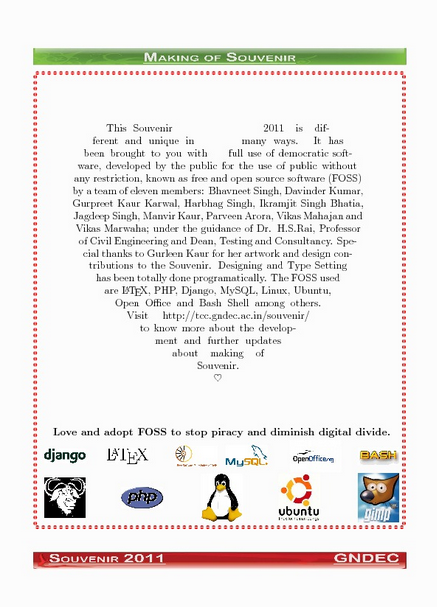 Making of Souvenir
This Souvenir 2011 is dif-
ferent and unique in many ways. It has
been brought to you with full use of democratic soft-
ware, developed by the public for the public use without
any restriction, known as free and open source software (FOSS)
by a team of eleven members; Bhavneet Singh, Davinder Kumar,
Gurpreet Kaur Karwal, Harbhag Singh, Ikramjit Singh Bhatia,
Jagdeep Singh, Manvir Kaur, Parveen Arora, Vikas Mahajan and
Vikas Marwaha; under the guidance of Dr. H.S.Rai, Professor
of Civil Engineering and Dean, Testing and Consultancy. Spe-
cial thanks to Gurleen Kaur for her artwork and design con-
tributions to the Souvenir. Designing and Type Setting
has been totally done programatically. The FOSS used
are LATEX, PHP, Django, MySQL, Linux, Ubuntu,
Open Office and Bash Shell among others.
Visit http://tcc.gndec.ac.in/souvenir/
to know more about the develop-
ment and further updates
about making of
Souvenir.
♡
Love and adopt FOSS to stop piracy and diminish digital divide.
django LATEX MySQL OpenOffice.org BASH
php ubuntu gimp
Souvenir 2011 GNDEC